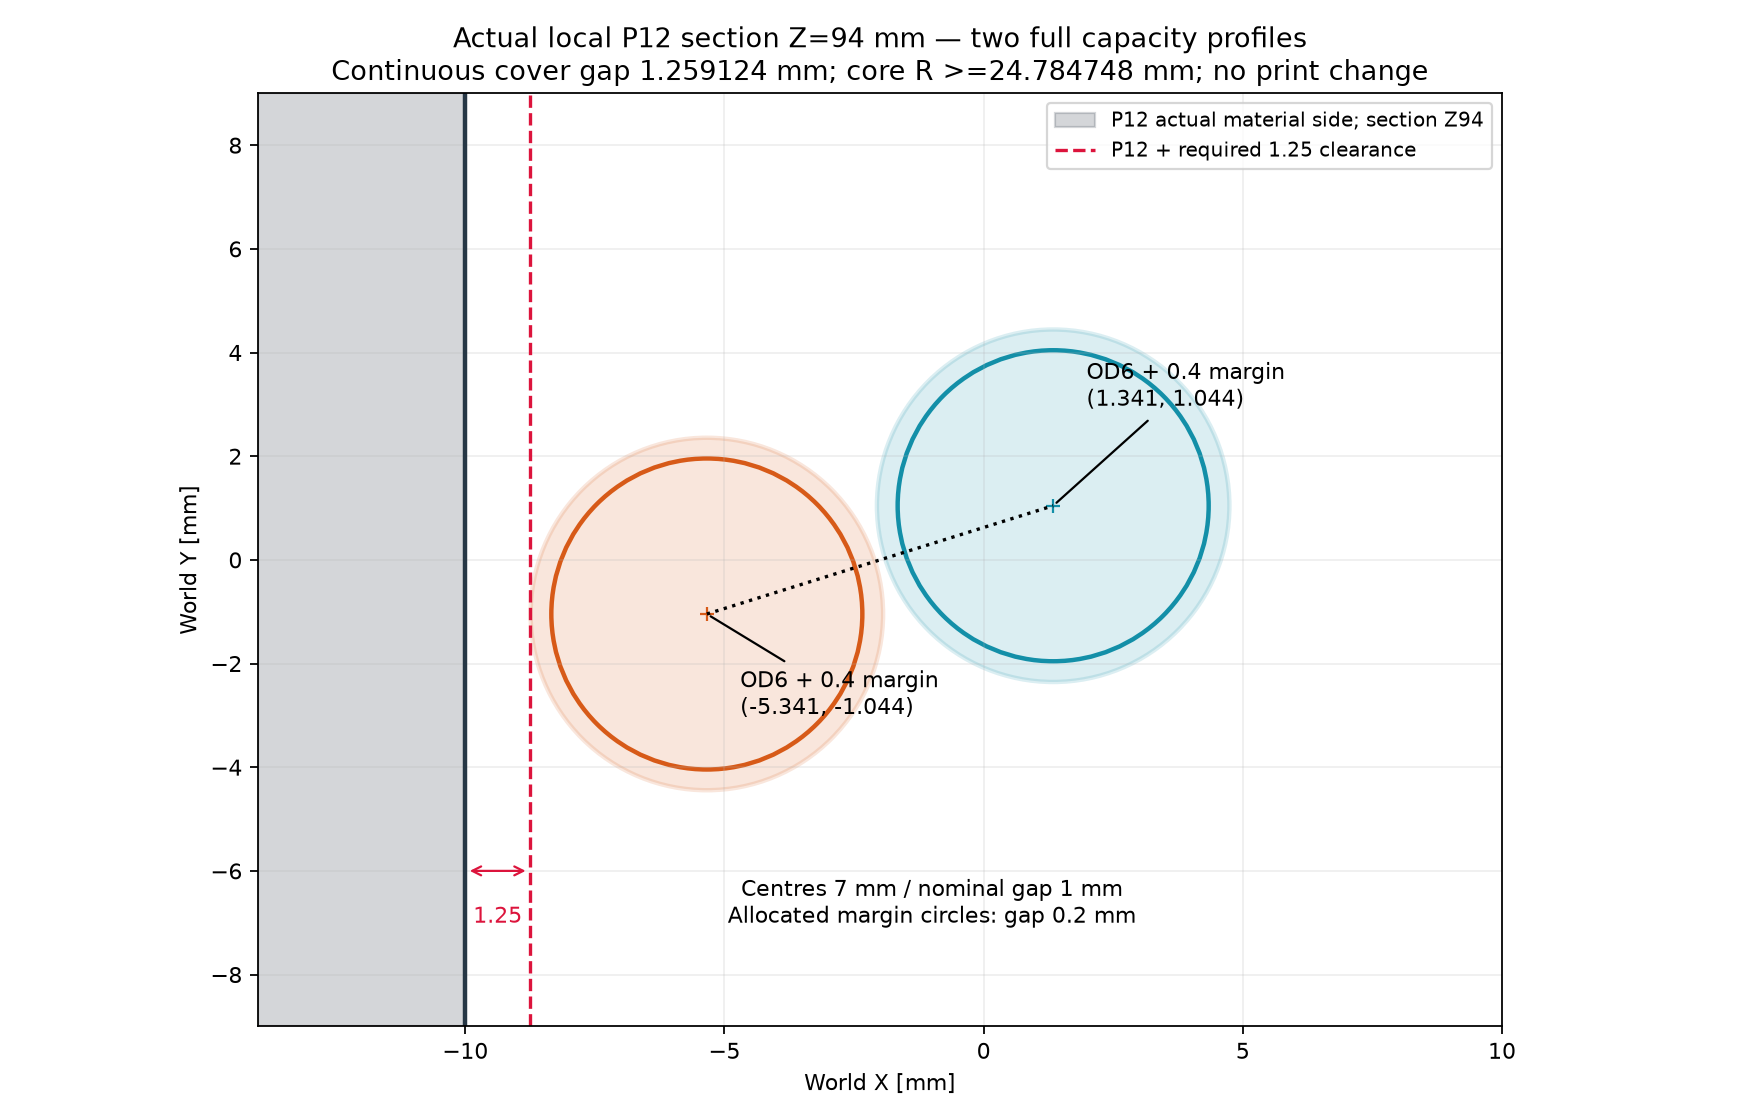 Actual local P12 section Z=94 mm — two full capacity profiles
Continuous cover gap 1.259124 mm; core R >=24.784748 mm; no print change
P12 actual material side; section Z94
P12 + required 1.25 clearance
8
6
4
2
0
−2
−4
−6
−8
World Y [mm]
OD6 + 0.4 margin
(1.341, 1.044)
OD6 + 0.4 margin
(-5.341, -1.044)
1.25
Centres 7 mm / nominal gap 1 mm
Allocated margin circles: gap 0.2 mm
−10
−5
0
5
10
World X [mm]